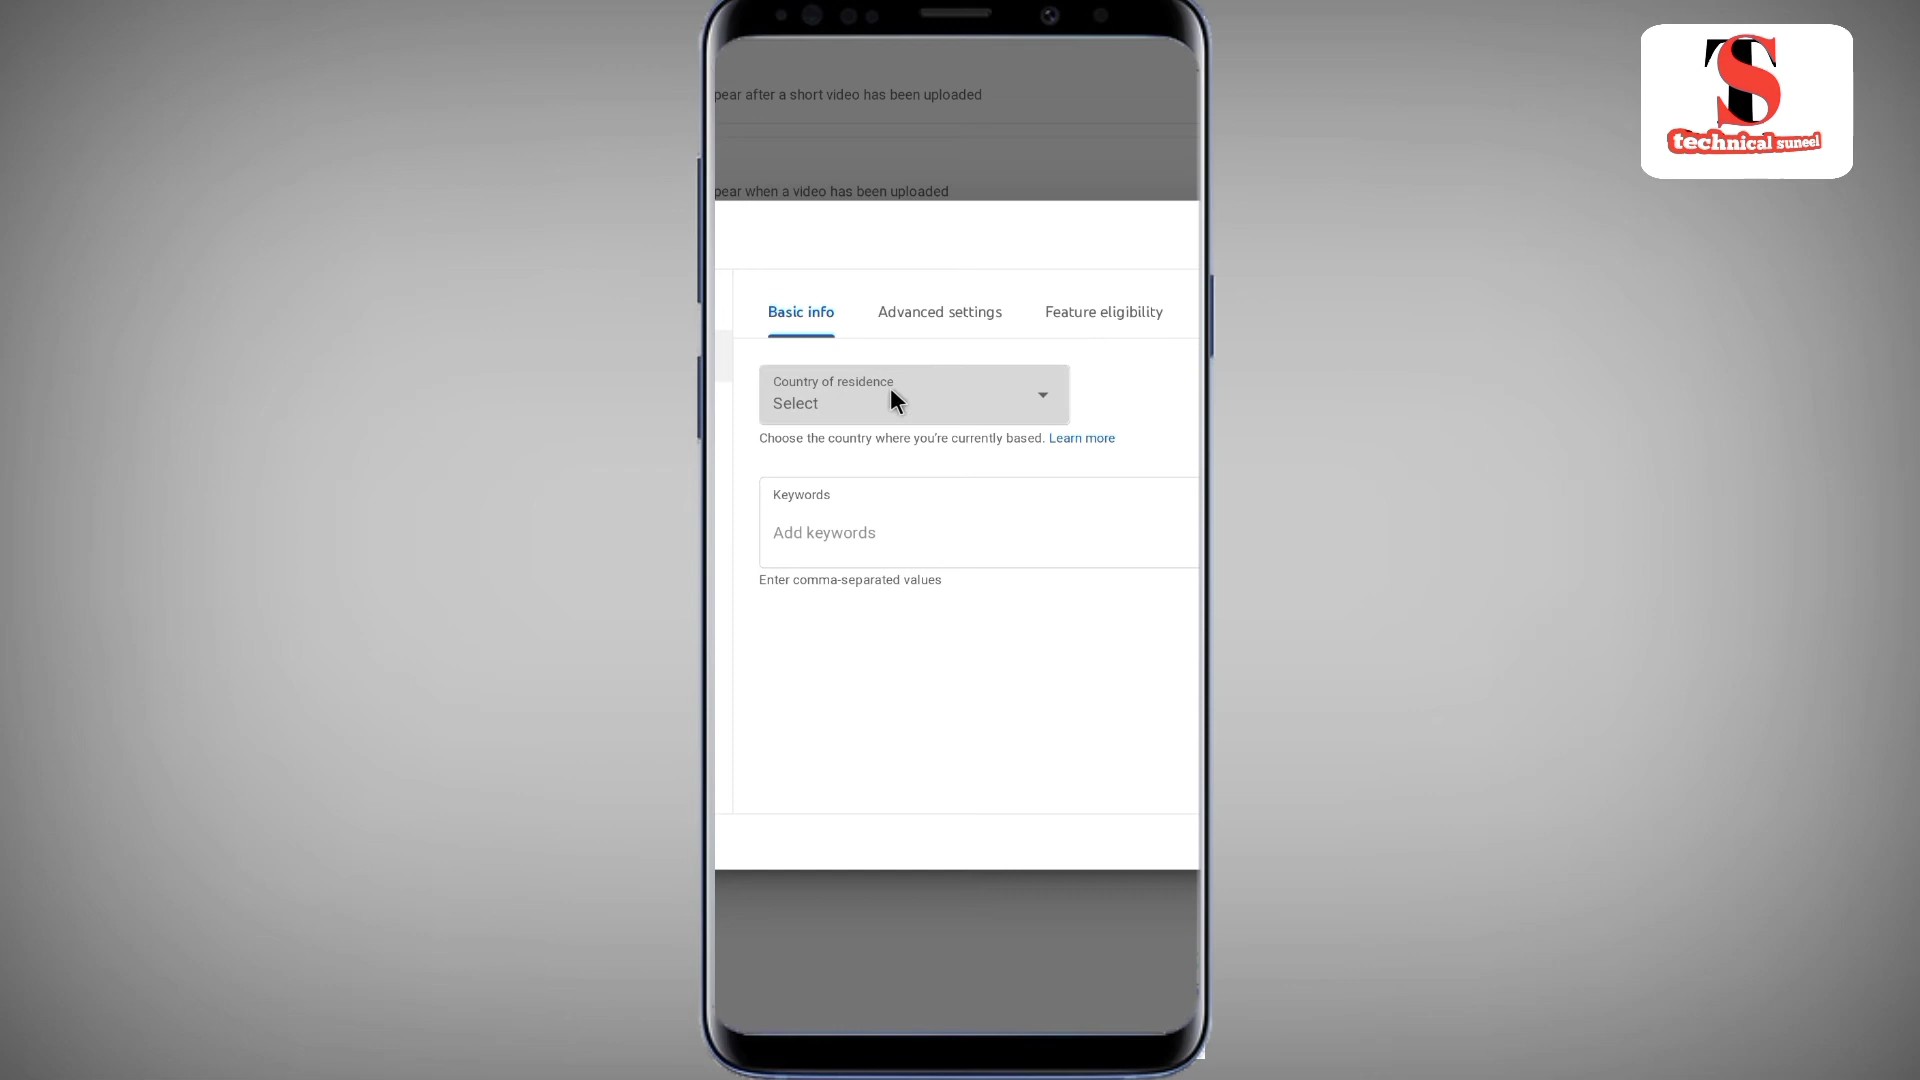 pear after a short video has been uploaded
pear when a video has been uploaded
Basic info Advanced settings Feature eligibility
Country of residence
Select
Choose the country where you're currently based. Learn more
Keywords
Add keywords
Enter comma-separated values
TS
technical suneel